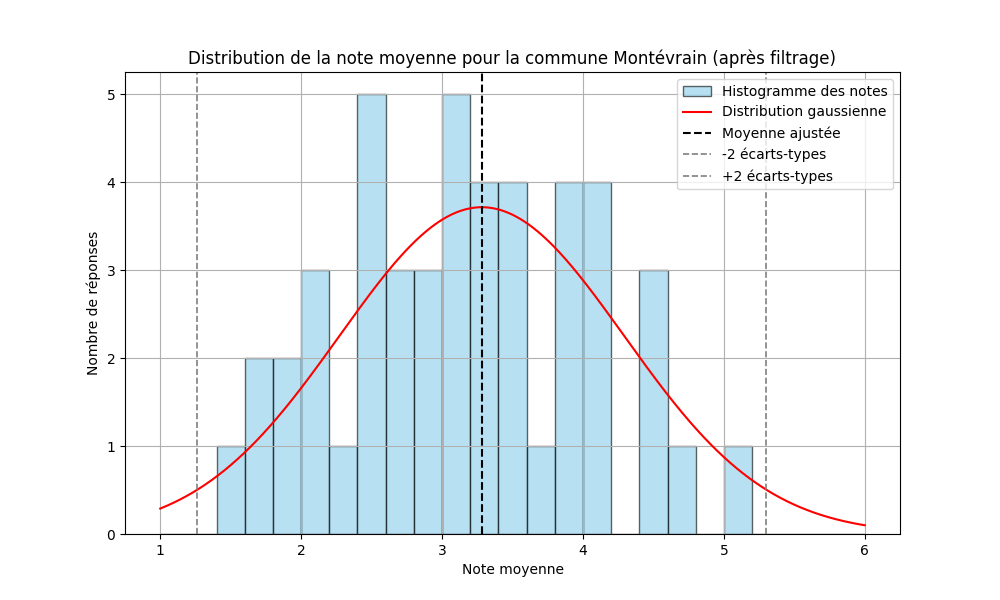 Distribution de la note moyenne pour la commune Montévrain (après filtrage)
Histogramme des notes
Distribution gaussienne
Moyenne ajustée
-2 écarts-types
+2 écarts-types
Nombre de réponses
5
4
3
2
1
0
1 2 3 4 5 6
Note moyenne